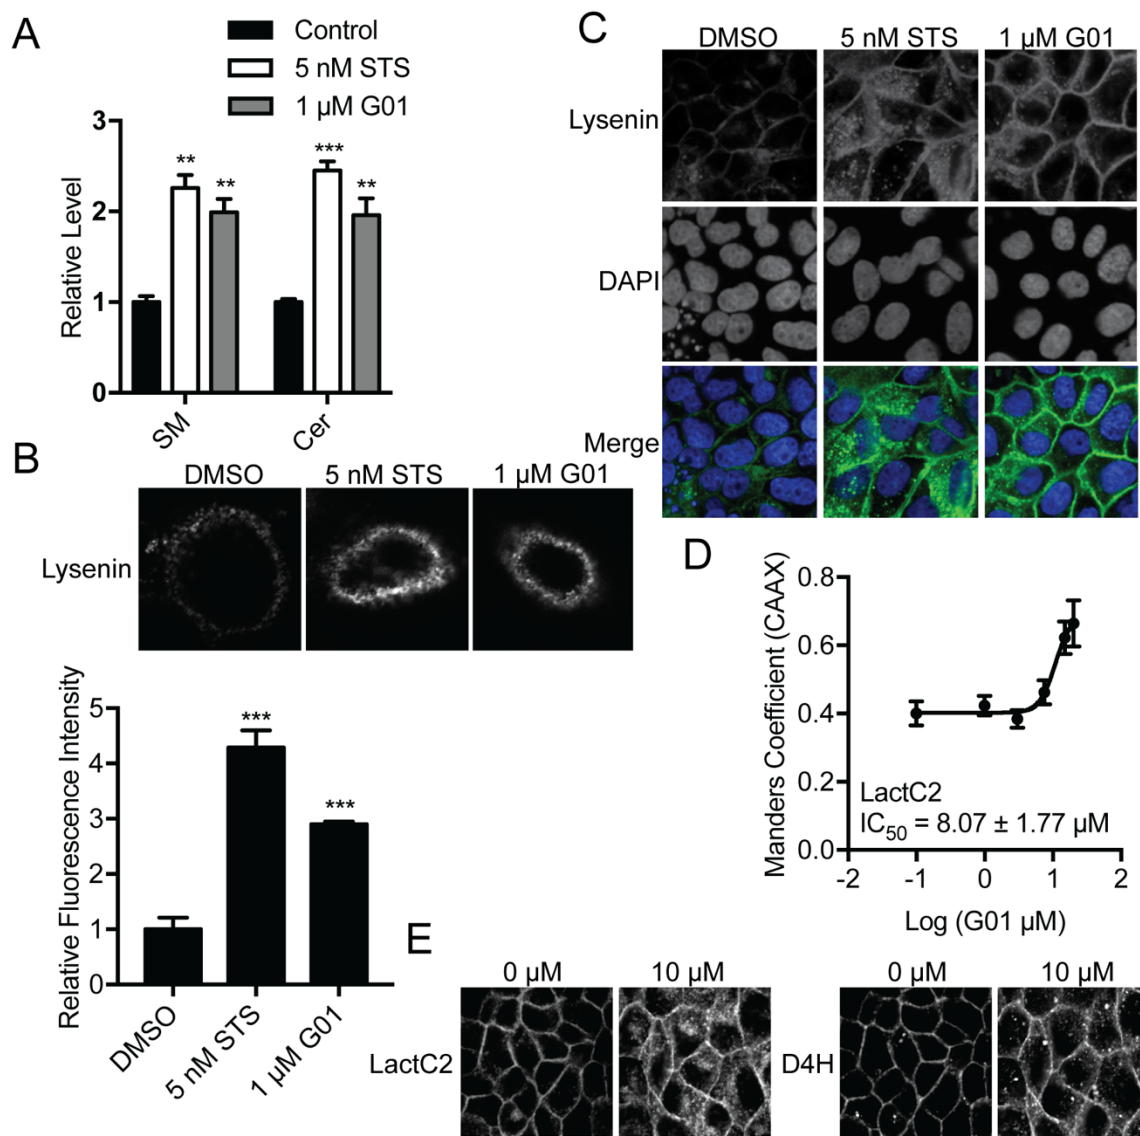 A
Control
5 nM STS
1 µM G01
Relative Level
3
2
1
0
** ** *** **
SM Cer
B
DMSO 5 nM STS 1 µM G01
Lysenin
Relative Fluorescence Intensity
5
4
3
2
1
0
*** ***
DMSO 5 nM STS 1 µM G01
C
DMSO 5 nM STS 1 µM G01
Lysenin
DAPI
Merge
D
Manders Coefficient (CAAX)
0.8
0.6
0.4
0.2
0.0
LactC2
IC50 = 8.07 ± 1.77 µM
-2 -1 0 1 2
Log (G01 µM)
E
0 µM 10 µM 0 µM 10 µM
LactC2 D4H